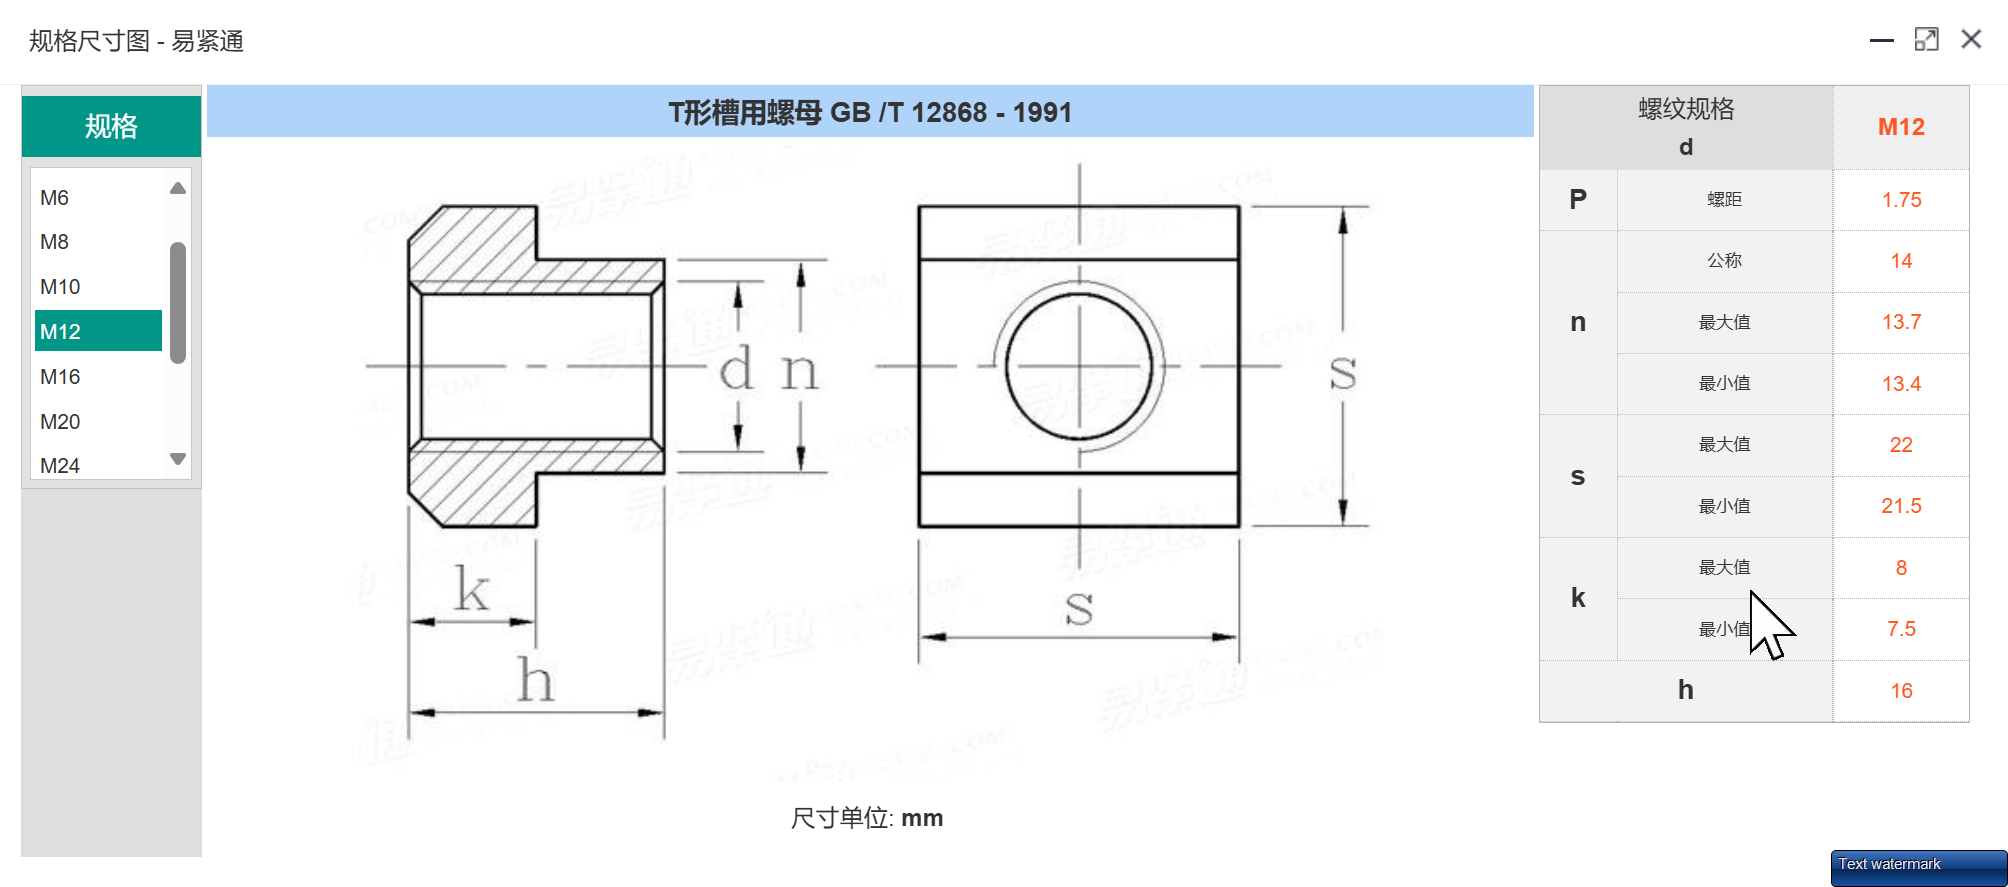 规格尺寸图 - 易紧通
规格
M6
M8
M10
M12
M16
M20
M24
T形槽用螺母 GB /T 12868 - 1991
d n
s
k
h
s
尺寸单位: mm
螺纹规格 d M12
P 螺距 1.75
n 公称 14
最大值 13.7
最小值 13.4
s 最大值 22
最小值 21.5
k 最大值 8
最小值 7.5
h 16
Text watermark